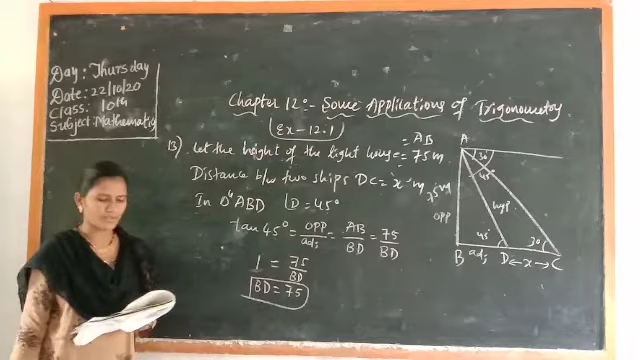 Day: Thursday
Date: 22/10/20
Class: 10th
Subject: Mathematics
Chapter 12:- Some Applications of Trigonometry
(Ex-12.1)
13) Let the height of the light house = AB
= 75m
Distance b/w two ships DC = 'x' m
In Δle ABD ∠D = 45°
tan 45° = opp/adj = AB/BD = 75/BD
1 = 75/BD
BD = 75
A
30°
45°
75m
opp
hyp.
45°
30°
B adj D ←x→ C